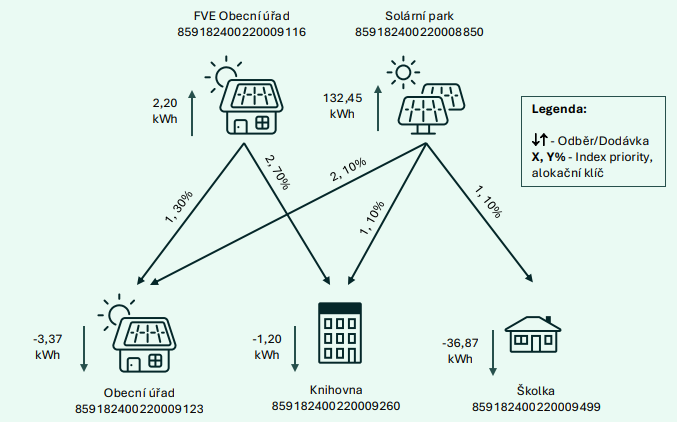 FVE Obecní úřad
859182400220009116
Solární park
859182400220008850
2,20
kWh
132,45
kWh
Legenda:
↓↑ - Odběr/Dodávka
X, Y% - Index priority,
alokační klíč
1, 30%
2, 70%
2, 10%
1, 10%
1, 10%
-3,37
kWh
-1,20
kWh
-36,87
kWh
Obecní úřad
859182400220009123
Knihovna
859182400220009260
Školka
859182400220009499